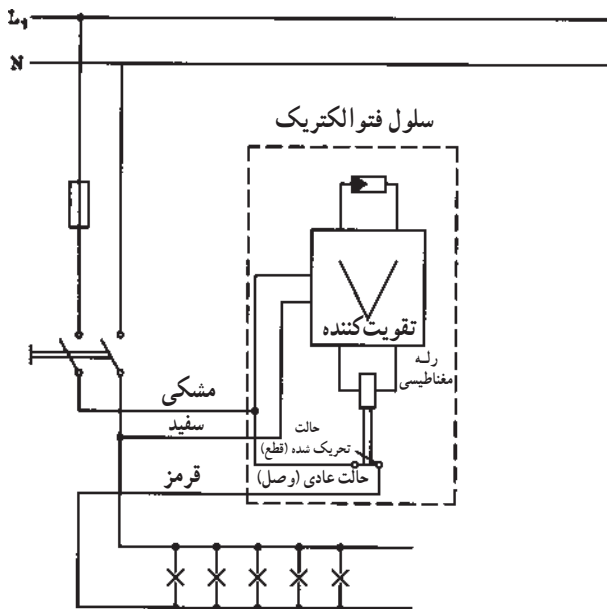 L₁
N
سلول فتوالکتریک
تقویت‌کننده
رله
مغناطیسی
مشکی
سفید
حالت
تحریک شده (قطع)
حالت عادی (وصل)
قرمز